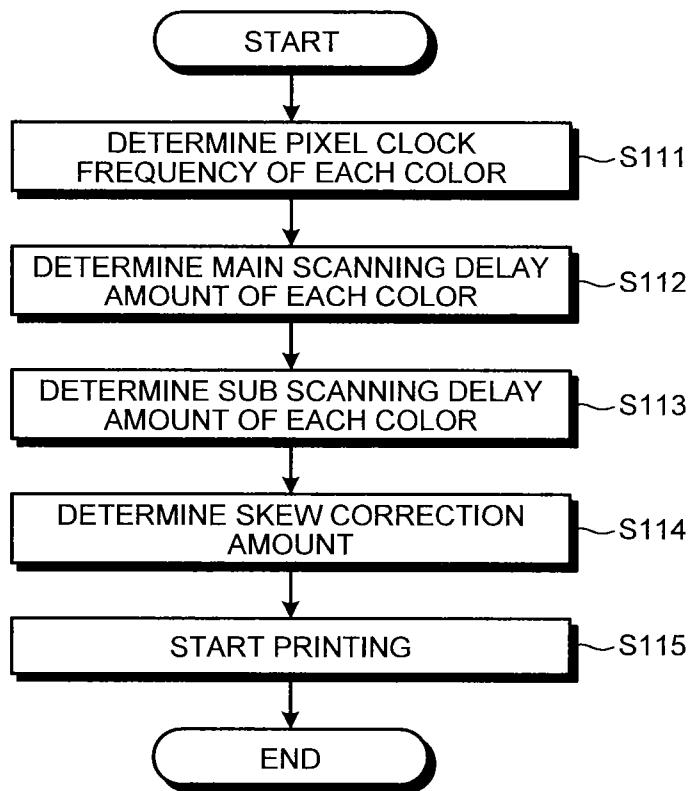 START
DETERMINE PIXEL CLOCK
FREQUENCY OF EACH COLOR
S111
DETERMINE MAIN SCANNING DELAY
AMOUNT OF EACH COLOR
S112
DETERMINE SUB SCANNING DELAY
AMOUNT OF EACH COLOR
S113
DETERMINE SKEW CORRECTION
AMOUNT
S114
START PRINTING
S115
END